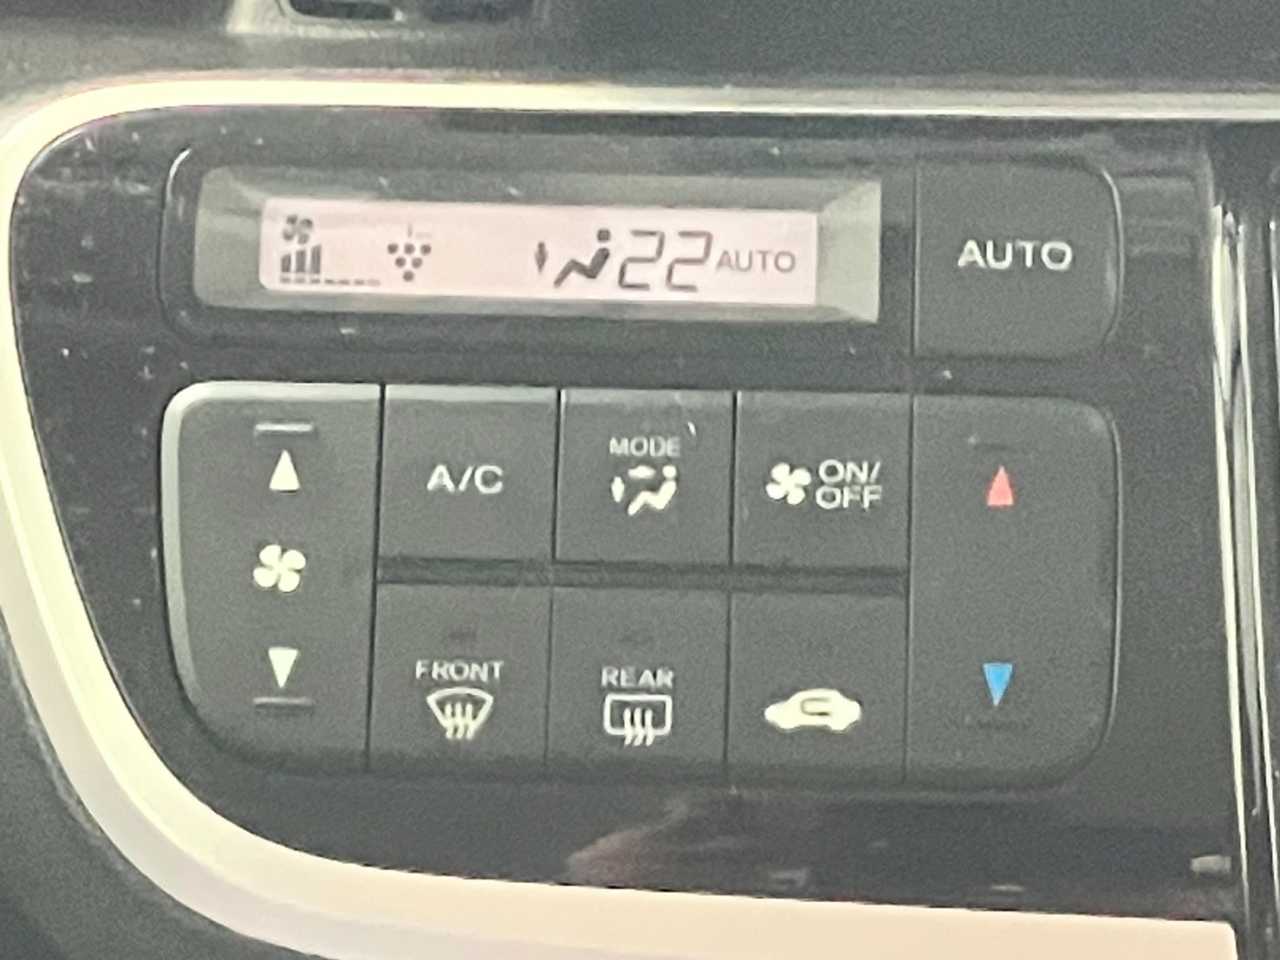 22 AUTO
AUTO
MODE
A/C
ON/
OFF
FRONT
REAR